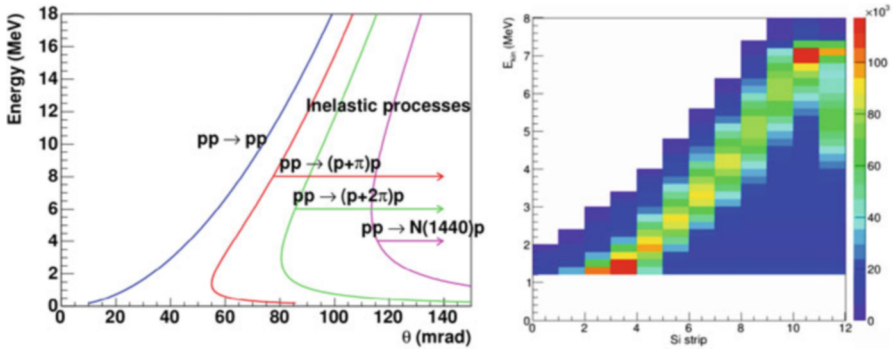 Energy (MeV)
18
16
14
12
10
8
6
4
2
0
Inelastic processes
pp → pp
pp → (p+π)p
pp → (p+2π)p
pp → N(1440)p
0 20 40 60 80 100 120 140
θ (mrad)
E_kin (MeV)
8
7
6
5
4
3
2
1
0
0 2 4 6 8 10 12
Si strip
×10³
100
80
60
40
20
0